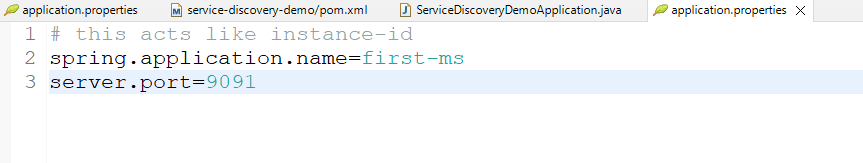 application.properties service-discovery-demo/pom.xml ServiceDiscoveryDemoApplication.java application.properties
1 # this acts like instance-id
2 spring.application.name=first-ms
3 server.port=9091